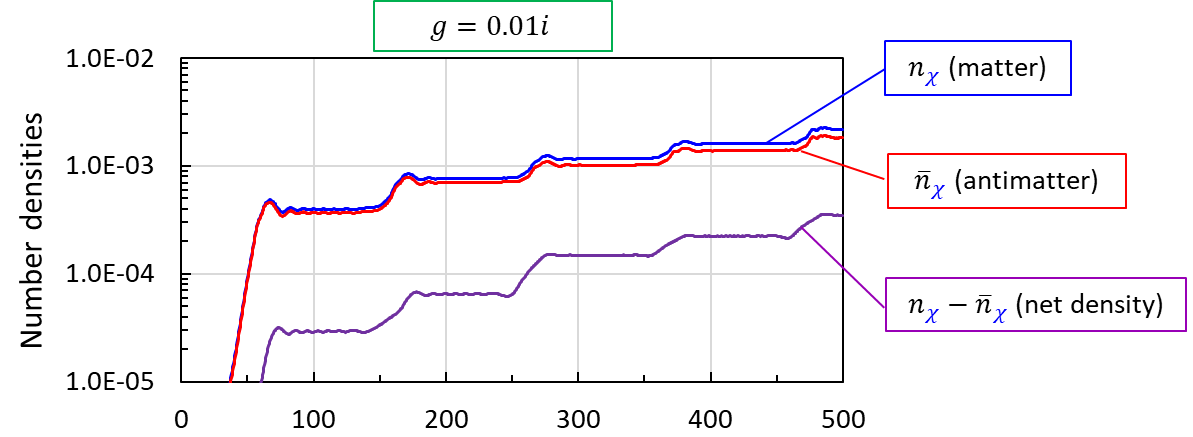 g = 0.01i
1.0E-02
1.0E-03
1.0E-04
1.0E-05
Number densities
0 100 200 300 400 500
nᵪ (matter)
n̄ᵪ (antimatter)
nᵪ − n̄ᵪ (net density)